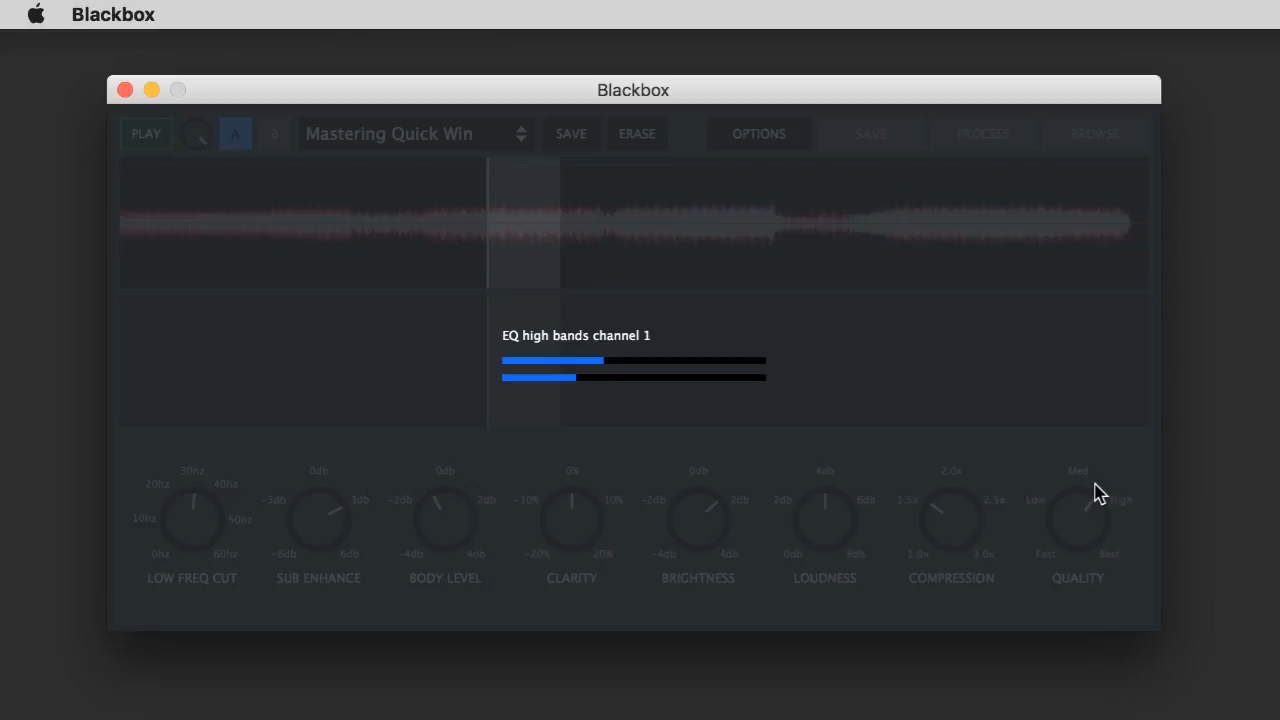 Blackbox
Blackbox
PLAY A B Mastering Quick Win SAVE ERASE OPTIONS SAVE PROCESS BROWSE
EQ high bands channel 1
30hz 0db 0db 0% 0db 4db 2.0x Med
20hz 40hz -3db 3db -2db 2db -10% 10% -2db 2db 2db 6db 1.5x 2.5x Low
10hz 50hz
0hz 60hz -6db 6db -4db 4db -20% 20% -4db 4db 0db 8db 1.0x 3.0x Fast Best
LOW FREQ CUT SUB ENHANCE BODY LEVEL CLARITY BRIGHTNESS LOUDNESS COMPRESSION QUALITY